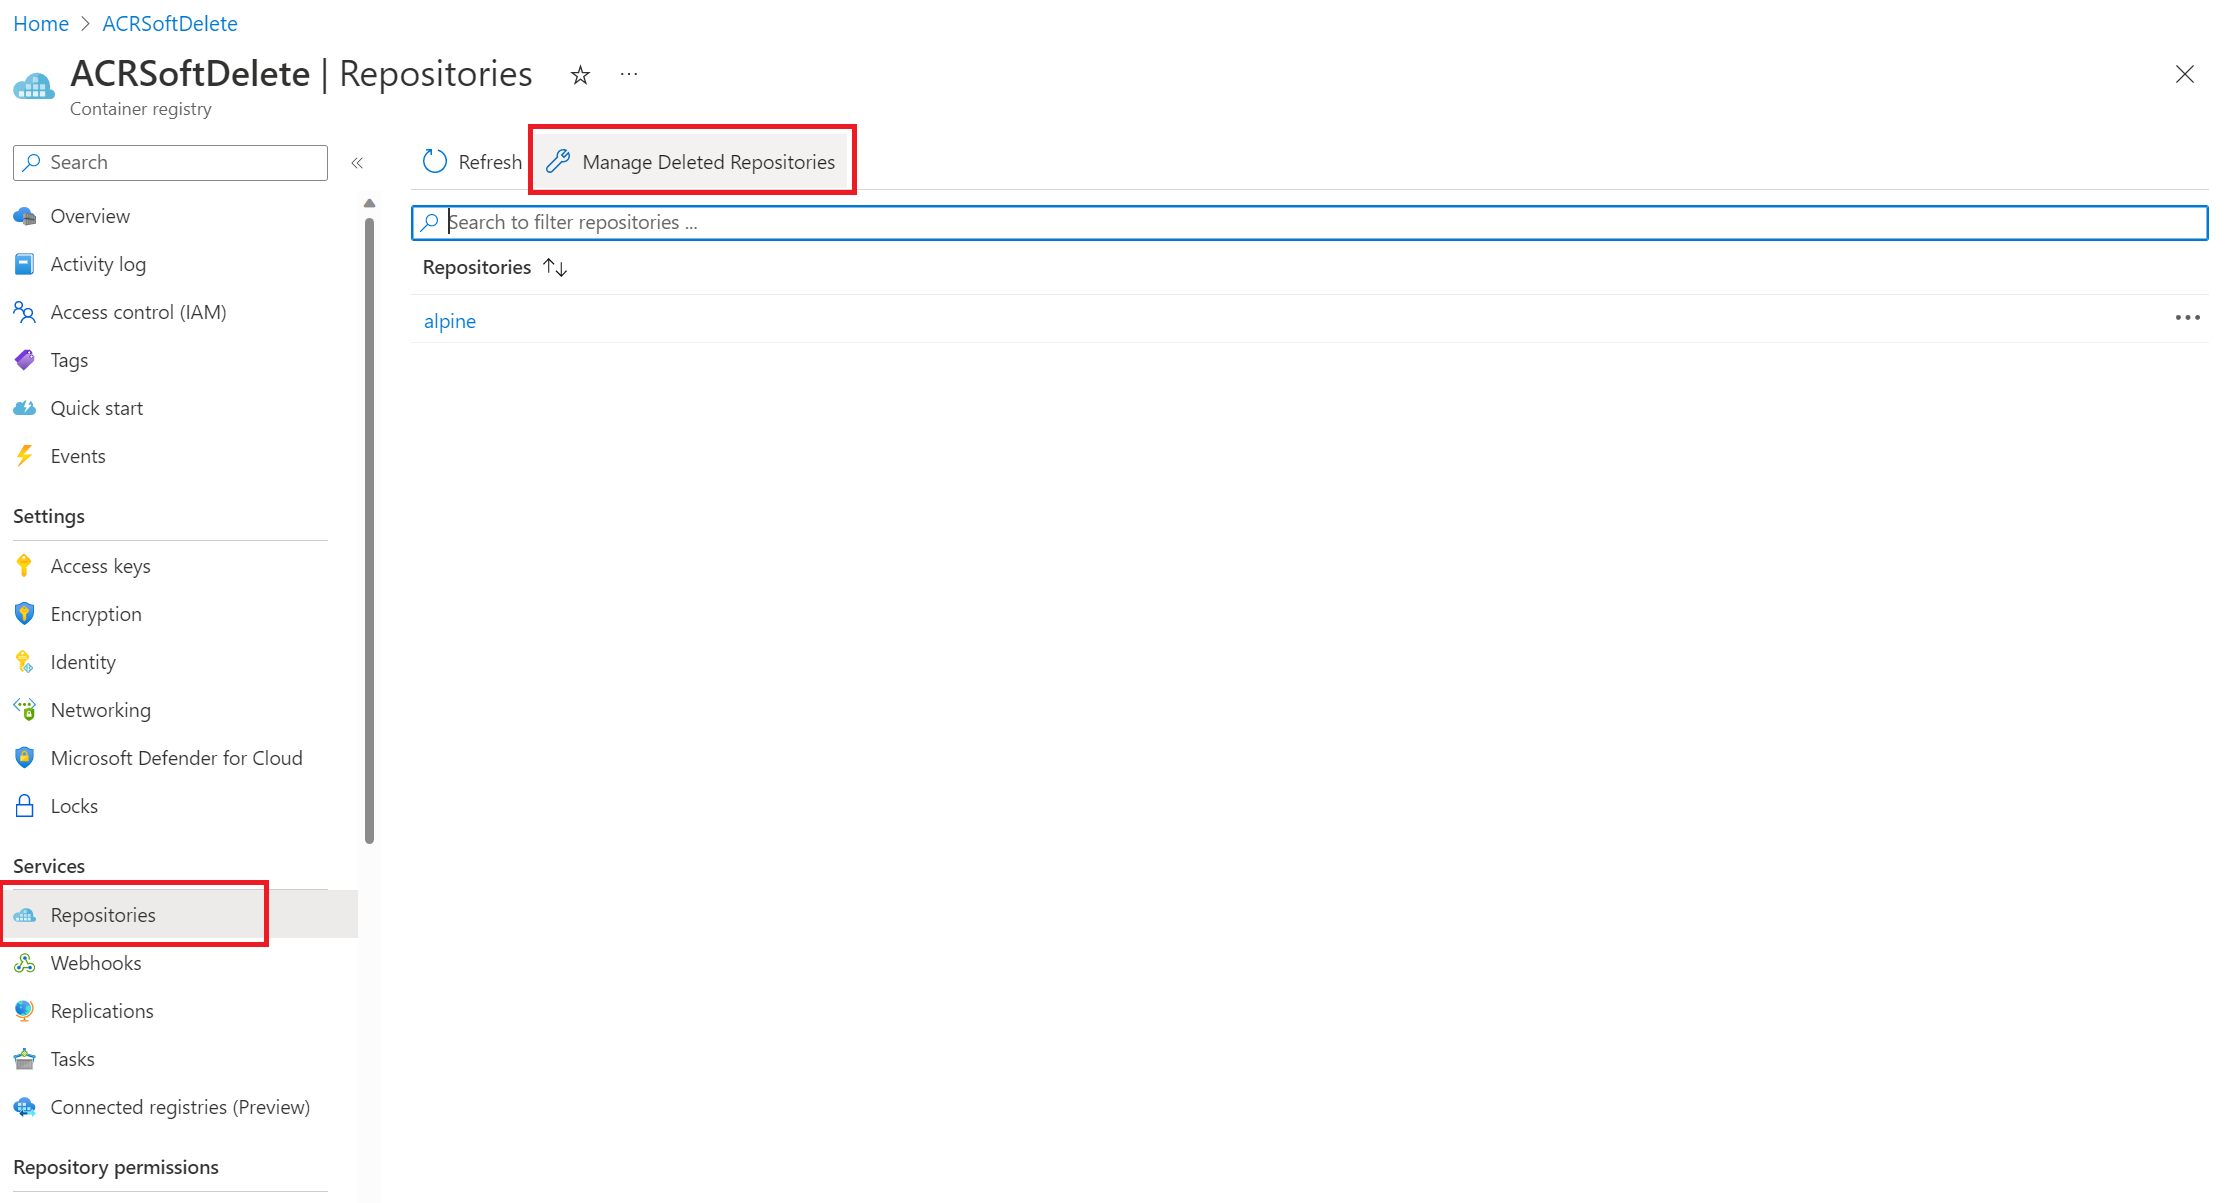 Home > ACRSoftDelete
ACRSoftDelete | Repositories
Container registry
Search
Overview
Activity log
Access control (IAM)
Tags
Quick start
Events
Settings
Access keys
Encryption
Identity
Networking
Microsoft Defender for Cloud
Locks
Services
Repositories
Webhooks
Replications
Tasks
Connected registries (Preview)
Repository permissions
Refresh Manage Deleted Repositories
Search to filter repositories ...
Repositories
alpine